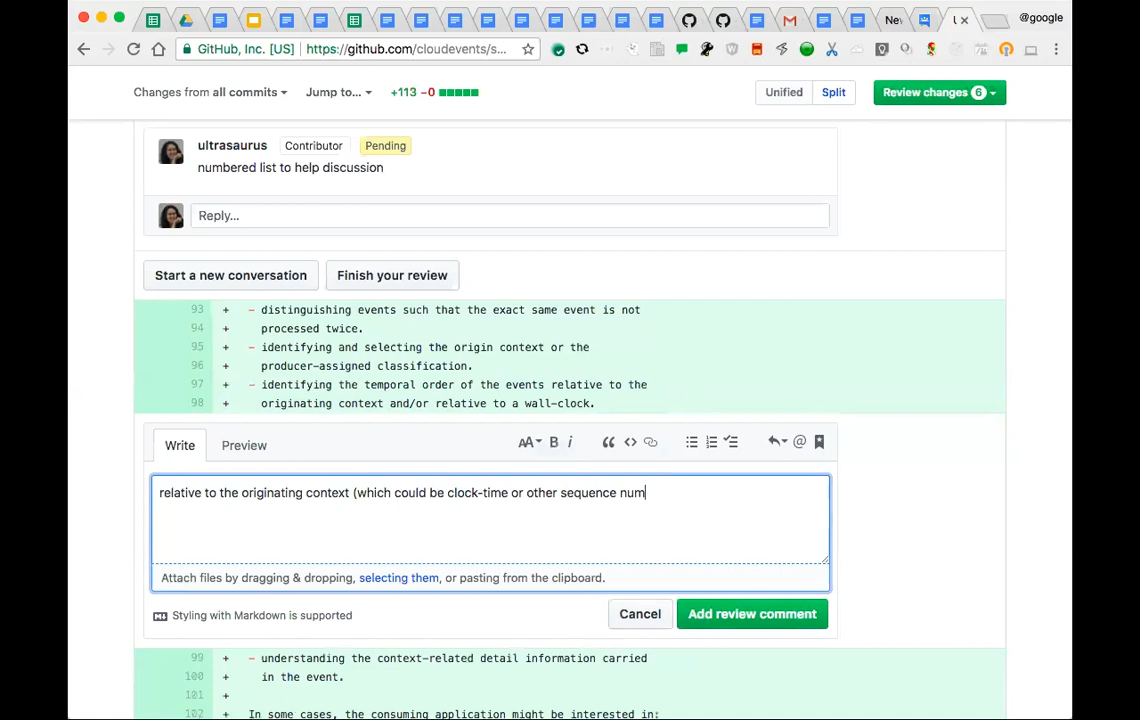 @google
GitHub, Inc. [US] | https://github.com/cloudevents/s...
Changes from all commits
Jump to...
+113 −0
Unified
Split
Review changes 6
ultrasaurus Contributor Pending
numbered list to help discussion
Reply...
Start a new conversation
Finish your review
93 + - distinguishing events such that the exact same event is not
94 + processed twice.
95 + - identifying and selecting the origin context or the
96 + producer-assigned classification.
97 + - identifying the temporal order of the events relative to the
98 + originating context and/or relative to a wall-clock.
Write
Preview
AA B i
relative to the originating context (which could be clock-time or other sequence num
Attach files by dragging & dropping, selecting them, or pasting from the clipboard.
Styling with Markdown is supported
Cancel
Add review comment
99 + - understanding the context-related detail information carried
100 + in the event.
101 +
102 + In some cases, the consuming application might be interested in: